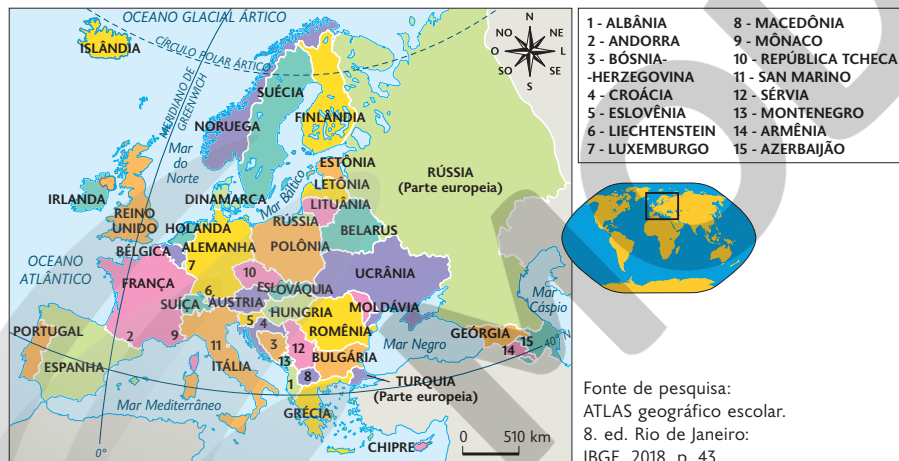 OCEANO GLACIAL ÁRTICO
ISLÂNDIA
CÍRCULO POLAR ÁRTICO
MERIDIANO DE
GREENWICH
N
NO
NE
O
L
SO
SE
S
SUÉCIA
NORUEGA
FINLÂNDIA
Mar
do
Norte
ESTÔNIA
RÚSSIA
(Parte europeia)
LETÔNIA
Mar Báltico
LITUÂNIA
IRLANDA
DINAMARCA
REINO
UNIDO
RÚSSIA
HOLANDA
BELARUS
ALEMANHA
POLÔNIA
BÉLGICA
7
OCEANO
ATLÂNTICO
10
UCRÂNIA
FRANÇA
6
ESLOVÁQUIA
SUÍÇA
ÁUSTRIA
Mar
Cáspio
HUNGRIA
MOLDÁVIA
5
4
PORTUGAL
2
9
ROMÊNIA
GEÓRGIA
15
14
40°
N
11
3
12
Mar Negro
ESPANHA
ITÁLIA
13
BULGÁRIA
8
1
TURQUIA
(Parte europeia)
Mar Mediterrâneo
GRÉCIA
0°
CHIPRE
0
510 km
1 - ALBÂNIA
2 - ANDORRA
3 - BÓSNIA-
-HERZEGOVINA
4 - CROÁCIA
5 - ESLOVÊNIA
6 - LIECHTENSTEIN
7 - LUXEMBURGO
8 - MACEDÔNIA
9 - MÔNACO
10 - REPÚBLICA TCHECA
11 - SAN MARINO
12 - SÉRVIA
13 - MONTENEGRO
14 - ARMÊNIA
15 - AZERBAIJÃO
Fonte de pesquisa:
ATLAS geográfico escolar.
8. ed. Rio de Janeiro:
IBGE, 2018. p. 43.